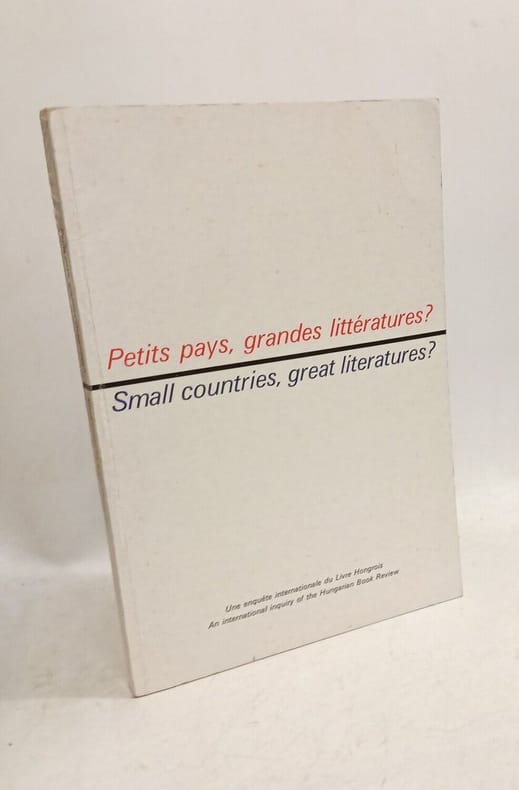 Petits pays, grandes littératures?
Small countries, great literatures?
Une enquête internationale du Livre Hongrois
An international inquiry of the Hungarian Book Review